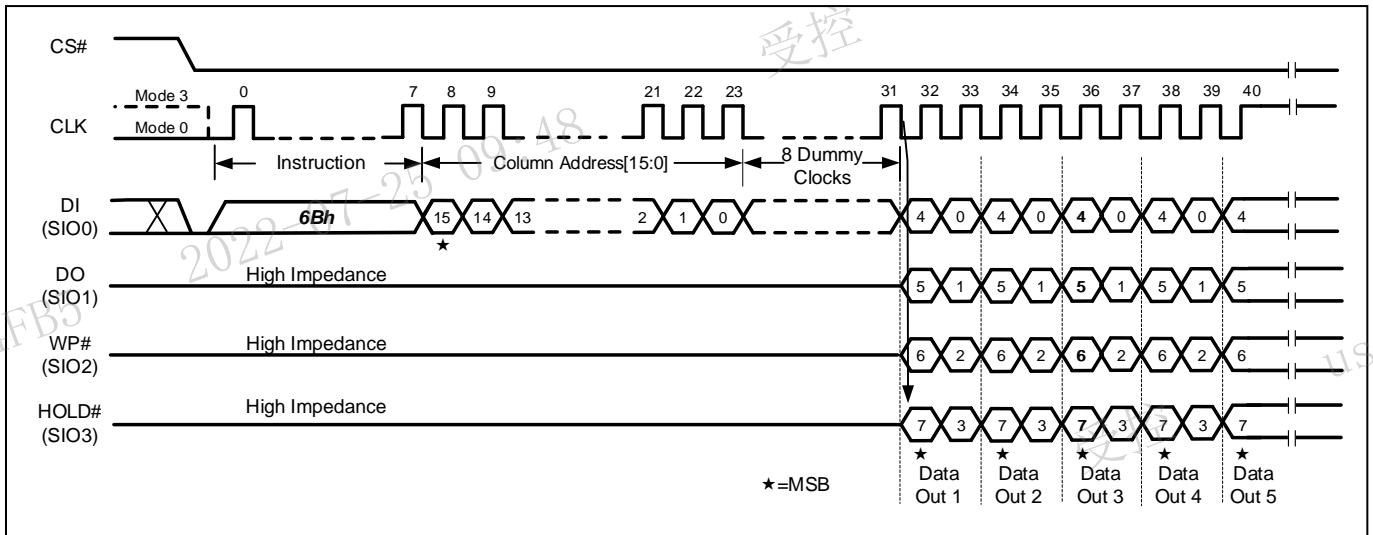 CS#
受控
Mode 3
0 7 8 9 21 22 23 31 32 33 34 35 36 37 38 39 40
CLK
Mode 0
Instruction
Column Address[15:0]
8 Dummy
Clocks
2022-07-25 09:48
DI
(SIO0)
6Bh
15 14 13 2 1 0 4 0 4 0 4 0 4 0 4
★
DO
(SIO1)
High Impedance
5 1 5 1 5 1 5 1 5
FB5
WP#
(SIO2)
High Impedance
6 2 6 2 6 2 6 2 6
us
HOLD#
(SIO3)
High Impedance
7 3 7 3 7 3 7 3 7
受控
★ ★ ★ ★ ★
★=MSB
Data
Out 1
Data
Out 2
Data
Out 3
Data
Out 4
Data
Out 5